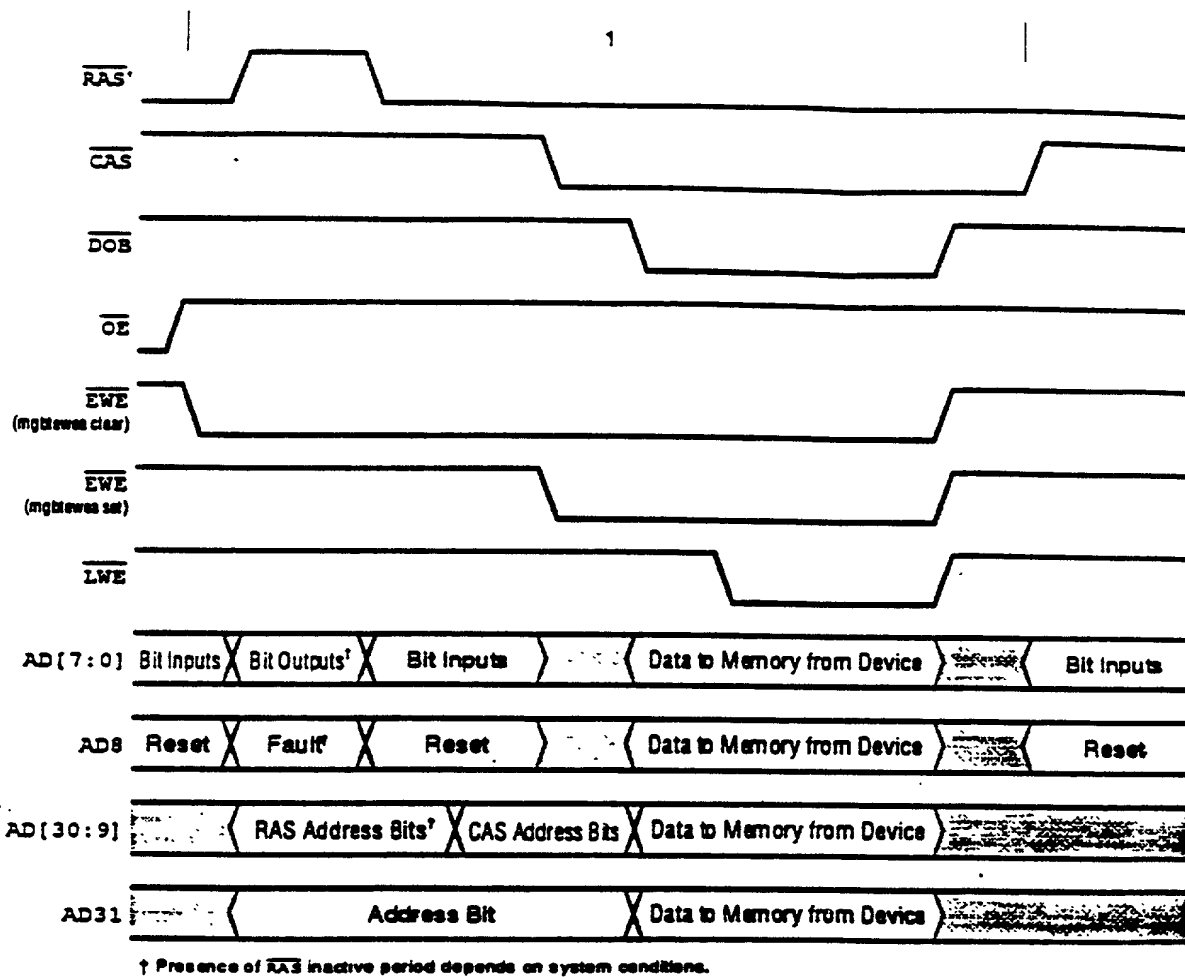 1
RAS†
CAS
DOB
OE
EWE
(mgbtewea clear)
EWE
(mgbtewea set)
LWE
AD[7:0] Bit Inputs Bit Outputs† Bit Inputs Data to Memory from Device Bit Inputs
AD8 Reset Fault† Reset Data to Memory from Device Reset
AD[30:9] RAS Address Bits† CAS Address Bits Data to Memory from Device
AD31 Address Bit Data to Memory from Device
† Presence of RAS inactive period depends on system conditions.